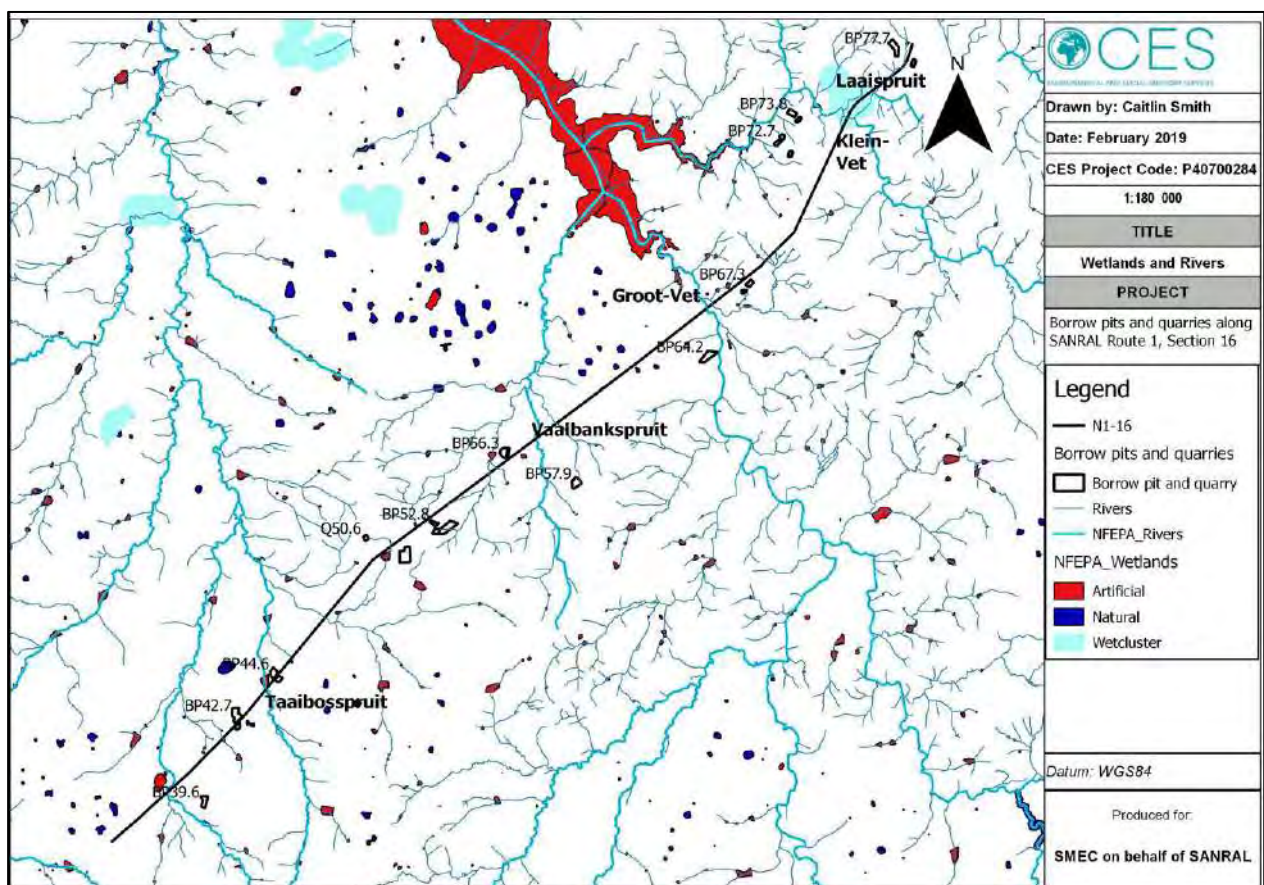 BP77.7
Laaispruit
N
BP73.8
BP72.7
Klein-
Vet
BP67.3
Groot-Vet
BP64.2
Vaalbankspruit
BP66.3
BP57.9
BP52.8
Q50.6
BP44.6
Taaibosspruit
BP42.7
BP39.6
CES
Drawn by: Caitlin Smith
Date: February 2019
CES Project Code: P40700284
1:180 000
TITLE
Wetlands and Rivers
PROJECT
Borrow pits and quarries along
SANRAL Route 1, Section 16
Legend
N1-16
Borrow pits and quarries
Borrow pit and quarry
Rivers
NFEPA_Rivers
NFEPA_Wetlands
Artificial
Natural
Wetcluster
Datum: WGS84
Produced for:
SMEC on behalf of SANRAL